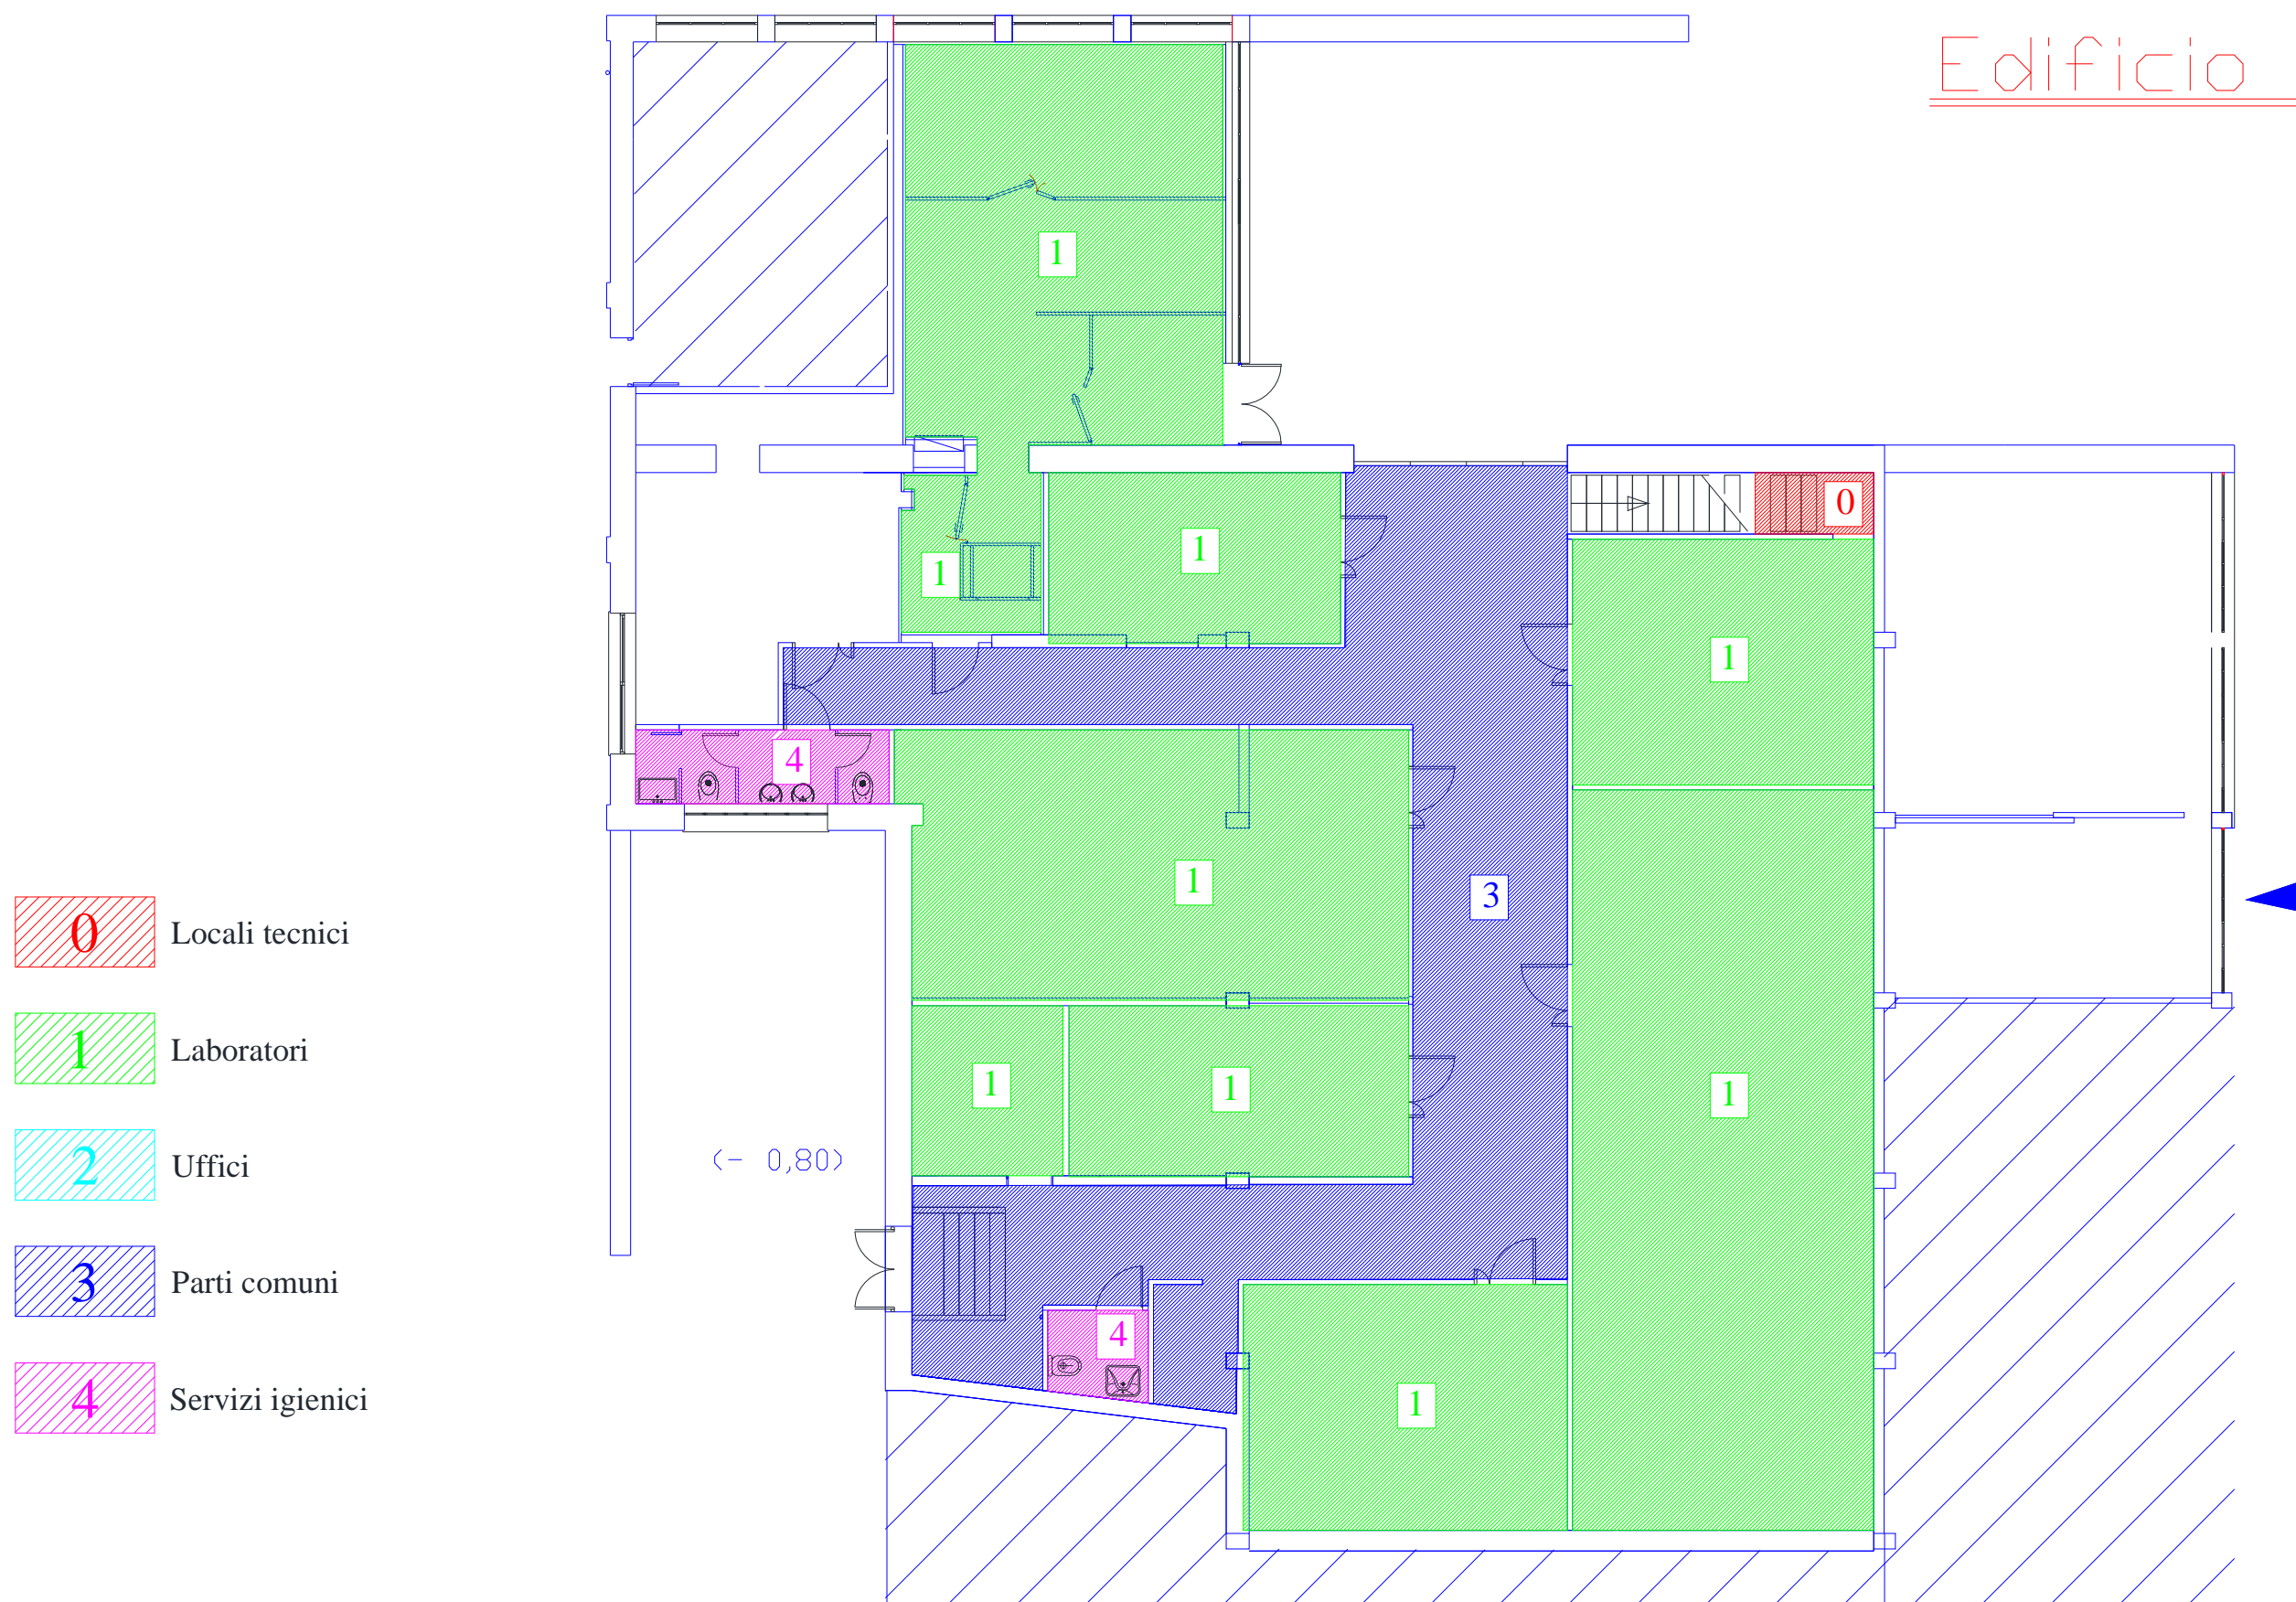 Edificio
1
0
1
1
1
4
1
3
0 Locali tecnici
1 Laboratori
1
1
1
2 Uffici
(- 0,80)
3 Parti comuni
4
4 Servizi igienici
1